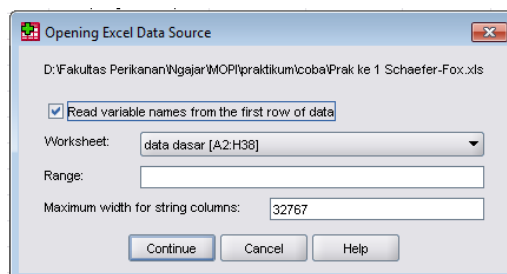 Opening Excel Data Source
D:\Fakultas Perikanan\Ngajar\MOPI\praktikum\coba\Prak ke 1 Schaefer-Fox.xls
Read variable names from the first row of data
Worksheet: data dasar [A2:H38]
Range:
Maximum width for string columns: 32767
Continue Cancel Help